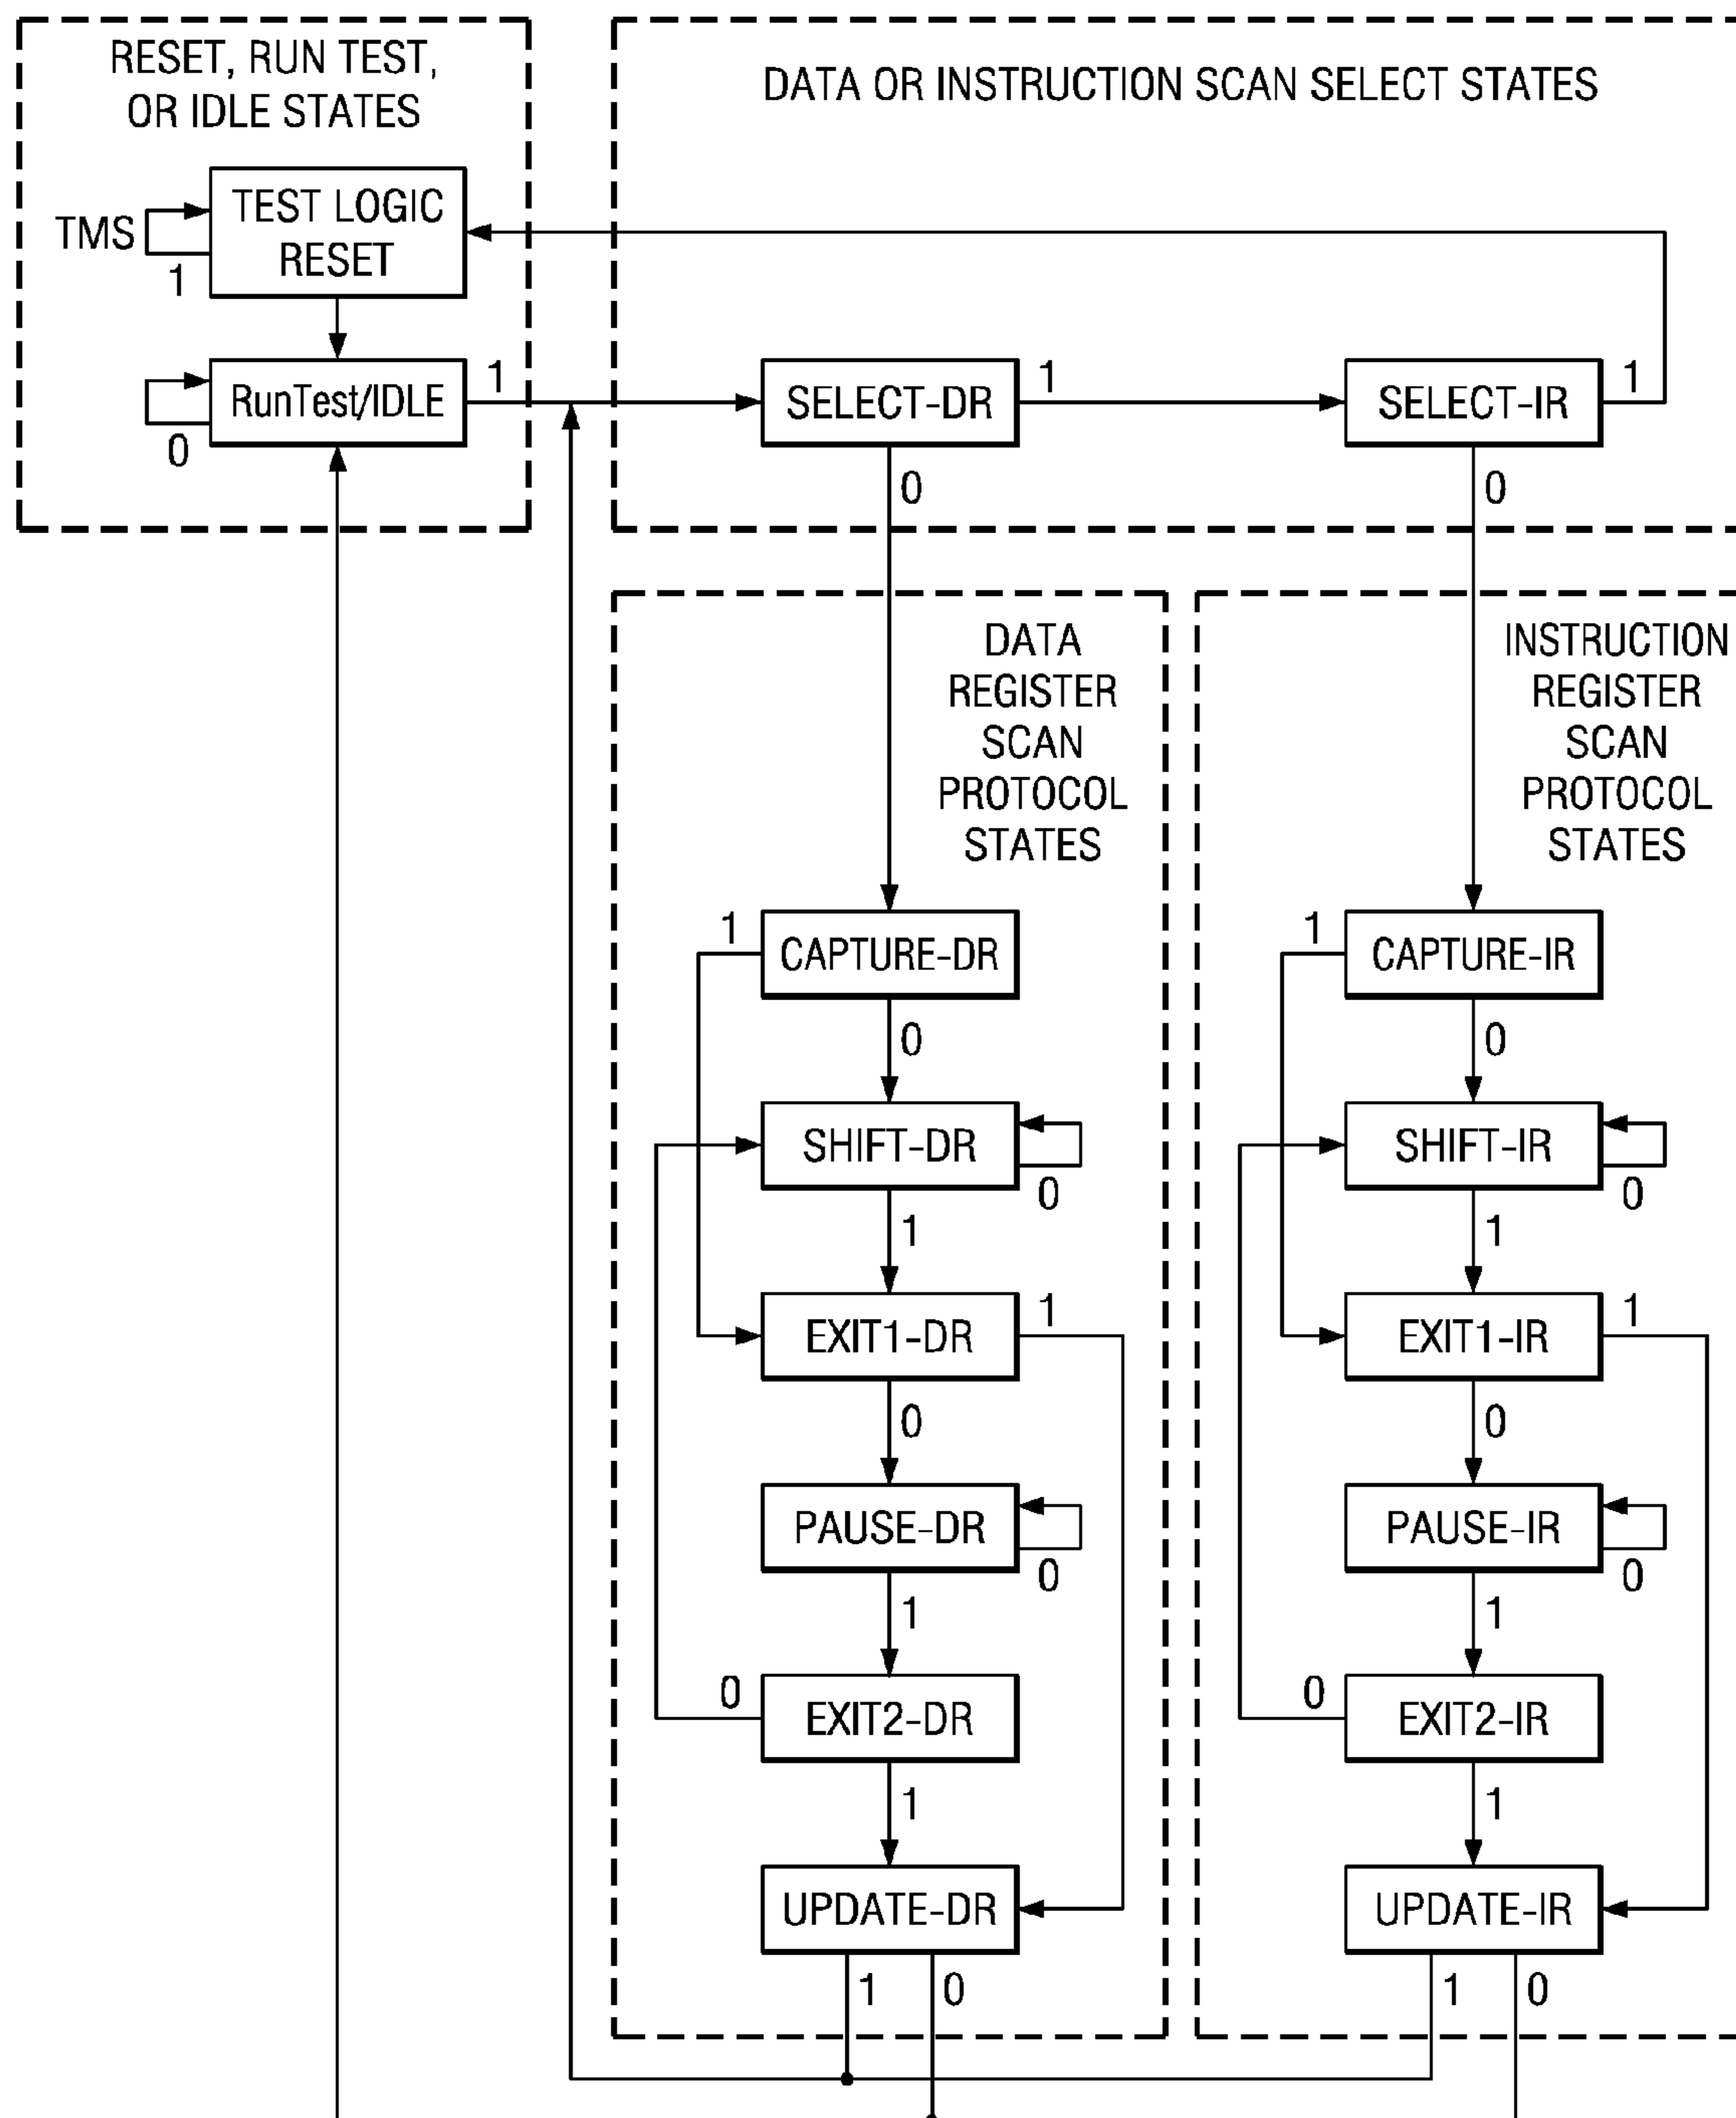 RESET, RUN TEST,
OR IDLE STATES
TMS
1
TEST LOGIC
RESET
RunTest/IDLE
1
0
DATA OR INSTRUCTION SCAN SELECT STATES
SELECT-DR
1
0
SELECT-IR
1
0
DATA
REGISTER
SCAN
PROTOCOL
STATES
1
CAPTURE-DR
0
SHIFT-DR
0
1
EXIT1-DR
1
0
PAUSE-DR
0
1
0
EXIT2-DR
1
UPDATE-DR
1
0
INSTRUCTION
REGISTER
SCAN
PROTOCOL
STATES
1
CAPTURE-IR
0
SHIFT-IR
0
1
EXIT1-IR
1
0
PAUSE-IR
0
1
0
EXIT2-IR
1
UPDATE-IR
1
0